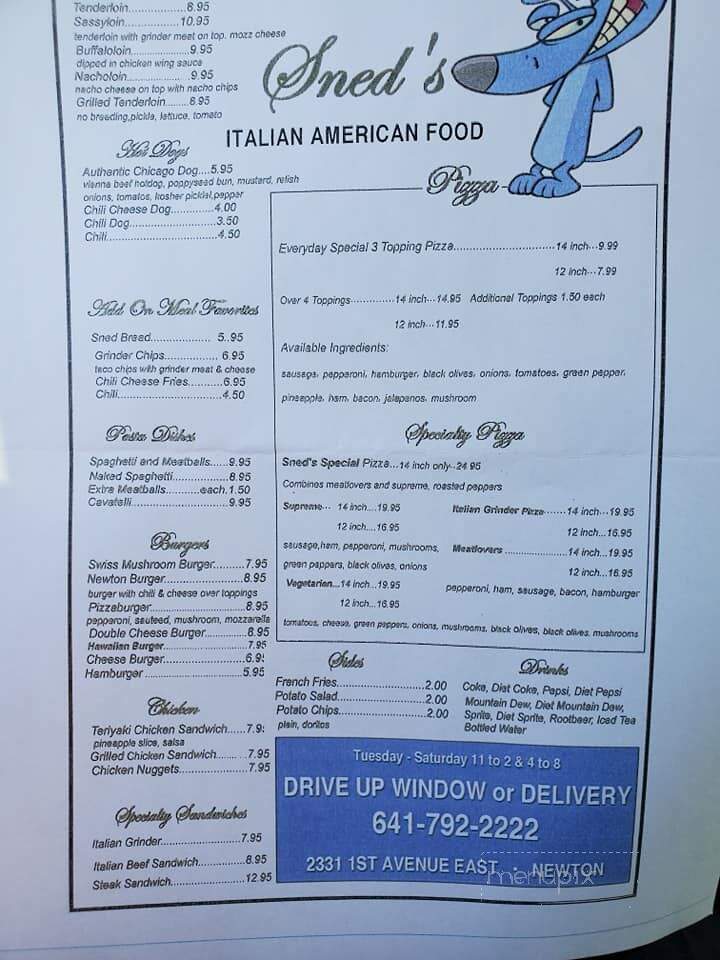 Tenderloin...................8.95
Sassyloin...............10.95
tenderloin with grinder meat on top, mozz cheese
Buffaloloin...............9.95
dipped in chicken wing sauce
Nacholoin.................9.95
nacho cheese on top with nacho chips
Grilled Tenderloin........8.95
no breading,pickle, lettuce, tomato
Sned's
ITALIAN AMERICAN FOOD
Hot Dogs
Authentic Chicago Dog....5.95
vienna beef hotdog, poppyseed bun, mustard, relish
onions, tomatos, kosher picklel,pepper
Chili Cheese Dog.............4.00
Chili Dog........................3.50
Chili................................4.50
Add On Meal Favorites
Sned Bread................... 5..95
Grinder Chips................ 6.95
taco chips with grinder meat & cheese
Chili Cheese Fries...........6.95
Chili................................4.50
Pasta Dishes
Spaghetti and Meatballs......9.95
Naked Spaghetti.................8.95
Extra Meatballs..........each.1.50
Cavatelli............................9.95
Burgers
Swiss Mushroom Burger.........7.95
Newton Burger.......................8.95
burger with chili & cheese over toppings
Pizzaburger............................8.95
pepperoni, sauteed, mushroom, mozzarella
Double Cheese Burger............8.95
Hawaiian Burger.........................7.95
Cheese Burger.......................6.95
Hamburger ............................5.95
Chicken
Teriyaki Chicken Sandwich.....7.9
pineapple slice, salsa
Grilled Chicken Sandwich.........7.95
Chicken Nuggets.....................7.95
Specialty Sandwiches
Italian Grinder.......................7.95
Italian Beef Sandwich.............8.95
Steak Sandwich....................12.95
Pizza
Everyday Special 3 Topping Pizza..........................14 inch...9.99
12 inch...7.99
Over 4 Toppings..............14 inch...14.95 Additional Toppings 1.50 each
12 inch...11.95
Available Ingredients:
sausage, pepperoni, hamburger, black olives, onions, tomatoes, green pepper,
pineapple, ham, bacon, jalapanos, mushroom
Specialty Pizza
Sned's Special Pizza...14 inch only..24.95
Combines meatlovers and supreme, roasted peppers
Supreme... 14 inch...19.95
12 inch...16.95
sausage,ham, pepperoni, mushrooms,
green pappers, black olives, onions
Vegetarian...14 inch...19.95
12 inch...16.95
Italian Grinder Pizza.......14 inch...19.95
12 inch...16.95
Meatlovers ....................14 inch...19.95
12 inch...16.95
pepperoni, ham, sausage, bacon, hamburger
tomatoes, cheese, green peppers, onions, mushrooms, black olives, black olives, mushrooms
Sides
French Fries............................2.00
Potato Salad............................2.00
Potato Chips............................2.00
plain, doritos
Drinks
Coke, Diet Coke, Pepsi, Diet Pepsi
Mountain Dew, Diet Mountain Dew,
Sprite, Diet Sprite, Rootbeer, Iced Tea
Bottled Water
Tuesday - Saturday 11 to 2 & 4 to 8
DRIVE UP WINDOW or DELIVERY
641-792-2222
2331 1ST AVENUE EAST NEWTON
menupix